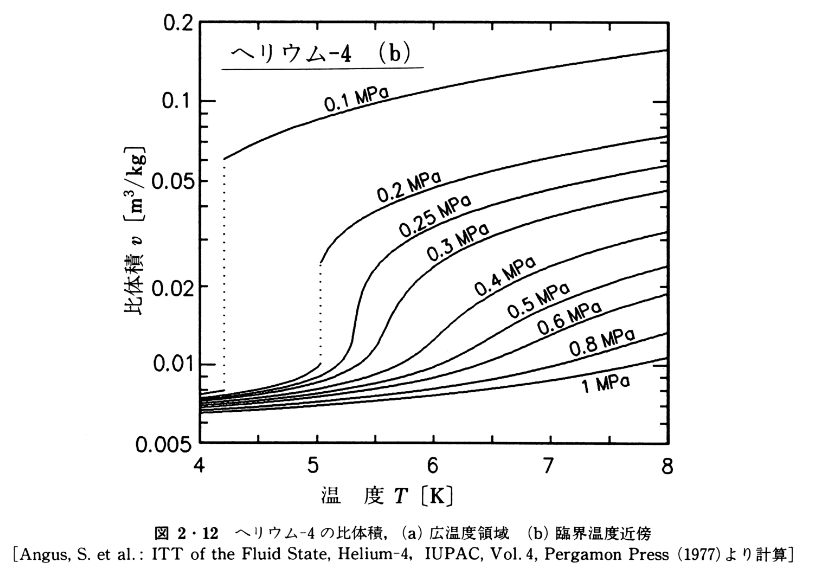 ヘリウム-4 (b)
0.2
0.1
0.05
0.02
0.01
0.005
比体積 v [m³/kg]
0.1 MPa
0.2 MPa
0.25 MPa
0.3 MPa
0.4 MPa
0.5 MPa
0.6 MPa
0.8 MPa
1 MPa
4 5 6 7 8
温 度 T [K]
図 2・12 ヘリウム-4 の比体積, (a) 広温度領域 (b) 臨界温度近傍
[Angus, S. et al.: ITT of the Fluid State, Helium-4, IUPAC, Vol. 4, Pergamon Press (1977)より計算]